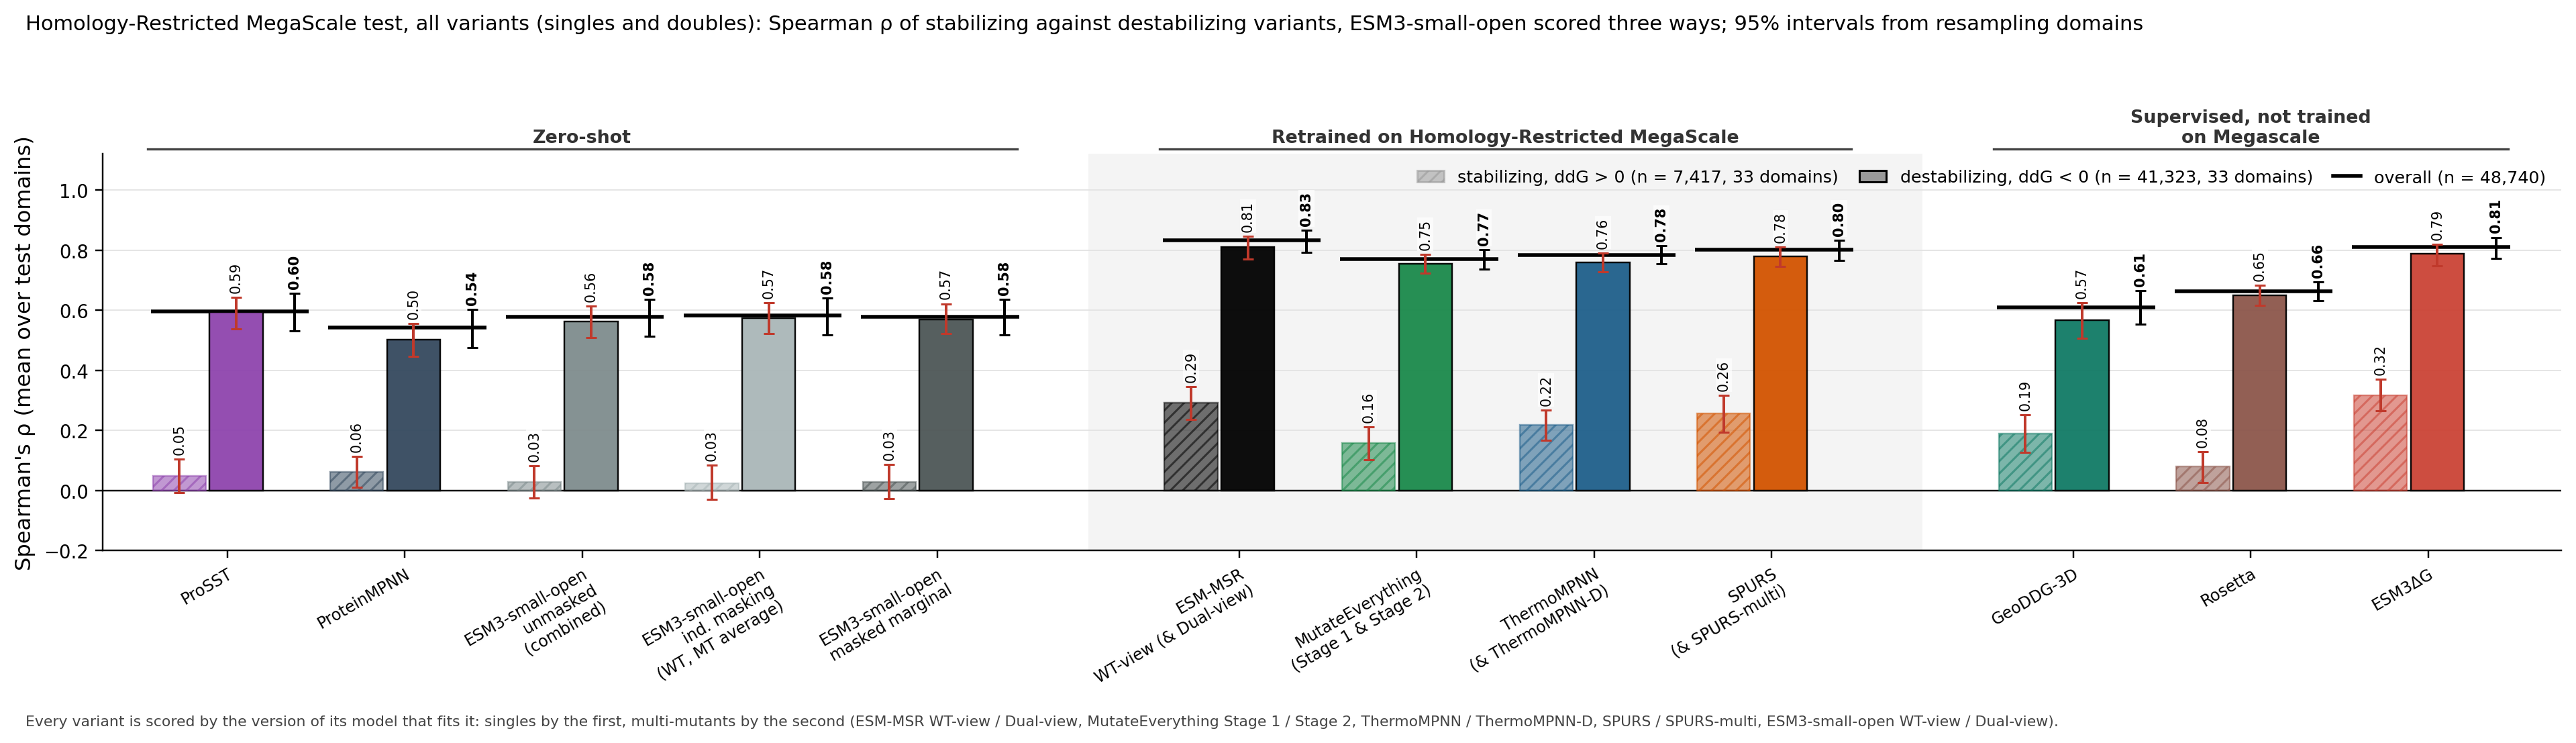 Homology-Restricted MegaScale test, all variants (singles and doubles): Spearman ρ of stabilizing against destabilizing variants, ESM3-small-open scored three ways; 95% intervals from resampling domains
Zero-shot
Retrained on Homology-Restricted MegaScale
Supervised, not trained
on Megascale
stabilizing, ddG > 0 (n = 7,417, 33 domains)
destabilizing, ddG < 0 (n = 41,323, 33 domains)
overall (n = 48,740)
Spearman's ρ (mean over test domains)
1.0
0.8
0.6
0.4
0.2
0.0
−0.2
0.05
0.59
0.60
0.06
0.50
0.54
0.03
0.56
0.58
0.03
0.57
0.58
0.03
0.57
0.58
0.29
0.81
0.83
0.16
0.75
0.77
0.22
0.76
0.78
0.26
0.78
0.80
0.19
0.57
0.61
0.08
0.65
0.66
0.32
0.79
0.81
ProSST
ProteinMPNN
ESM3-small-open
unmasked
(combined)
ESM3-small-open
ind. masking
(WT, MT average)
ESM3-small-open
masked marginal
ESM-MSR
WT-view (& Dual-view)
MutateEverything
(Stage 1 & Stage 2)
ThermoMPNN
(& ThermoMPNN-D)
SPURS
(& SPURS-multi)
GeoDDG-3D
Rosetta
ESM3ΔG
Every variant is scored by the version of its model that fits it: singles by the first, multi-mutants by the second (ESM-MSR WT-view / Dual-view, MutateEverything Stage 1 / Stage 2, ThermoMPNN / ThermoMPNN-D, SPURS / SPURS-multi, ESM3-small-open WT-view / Dual-view).